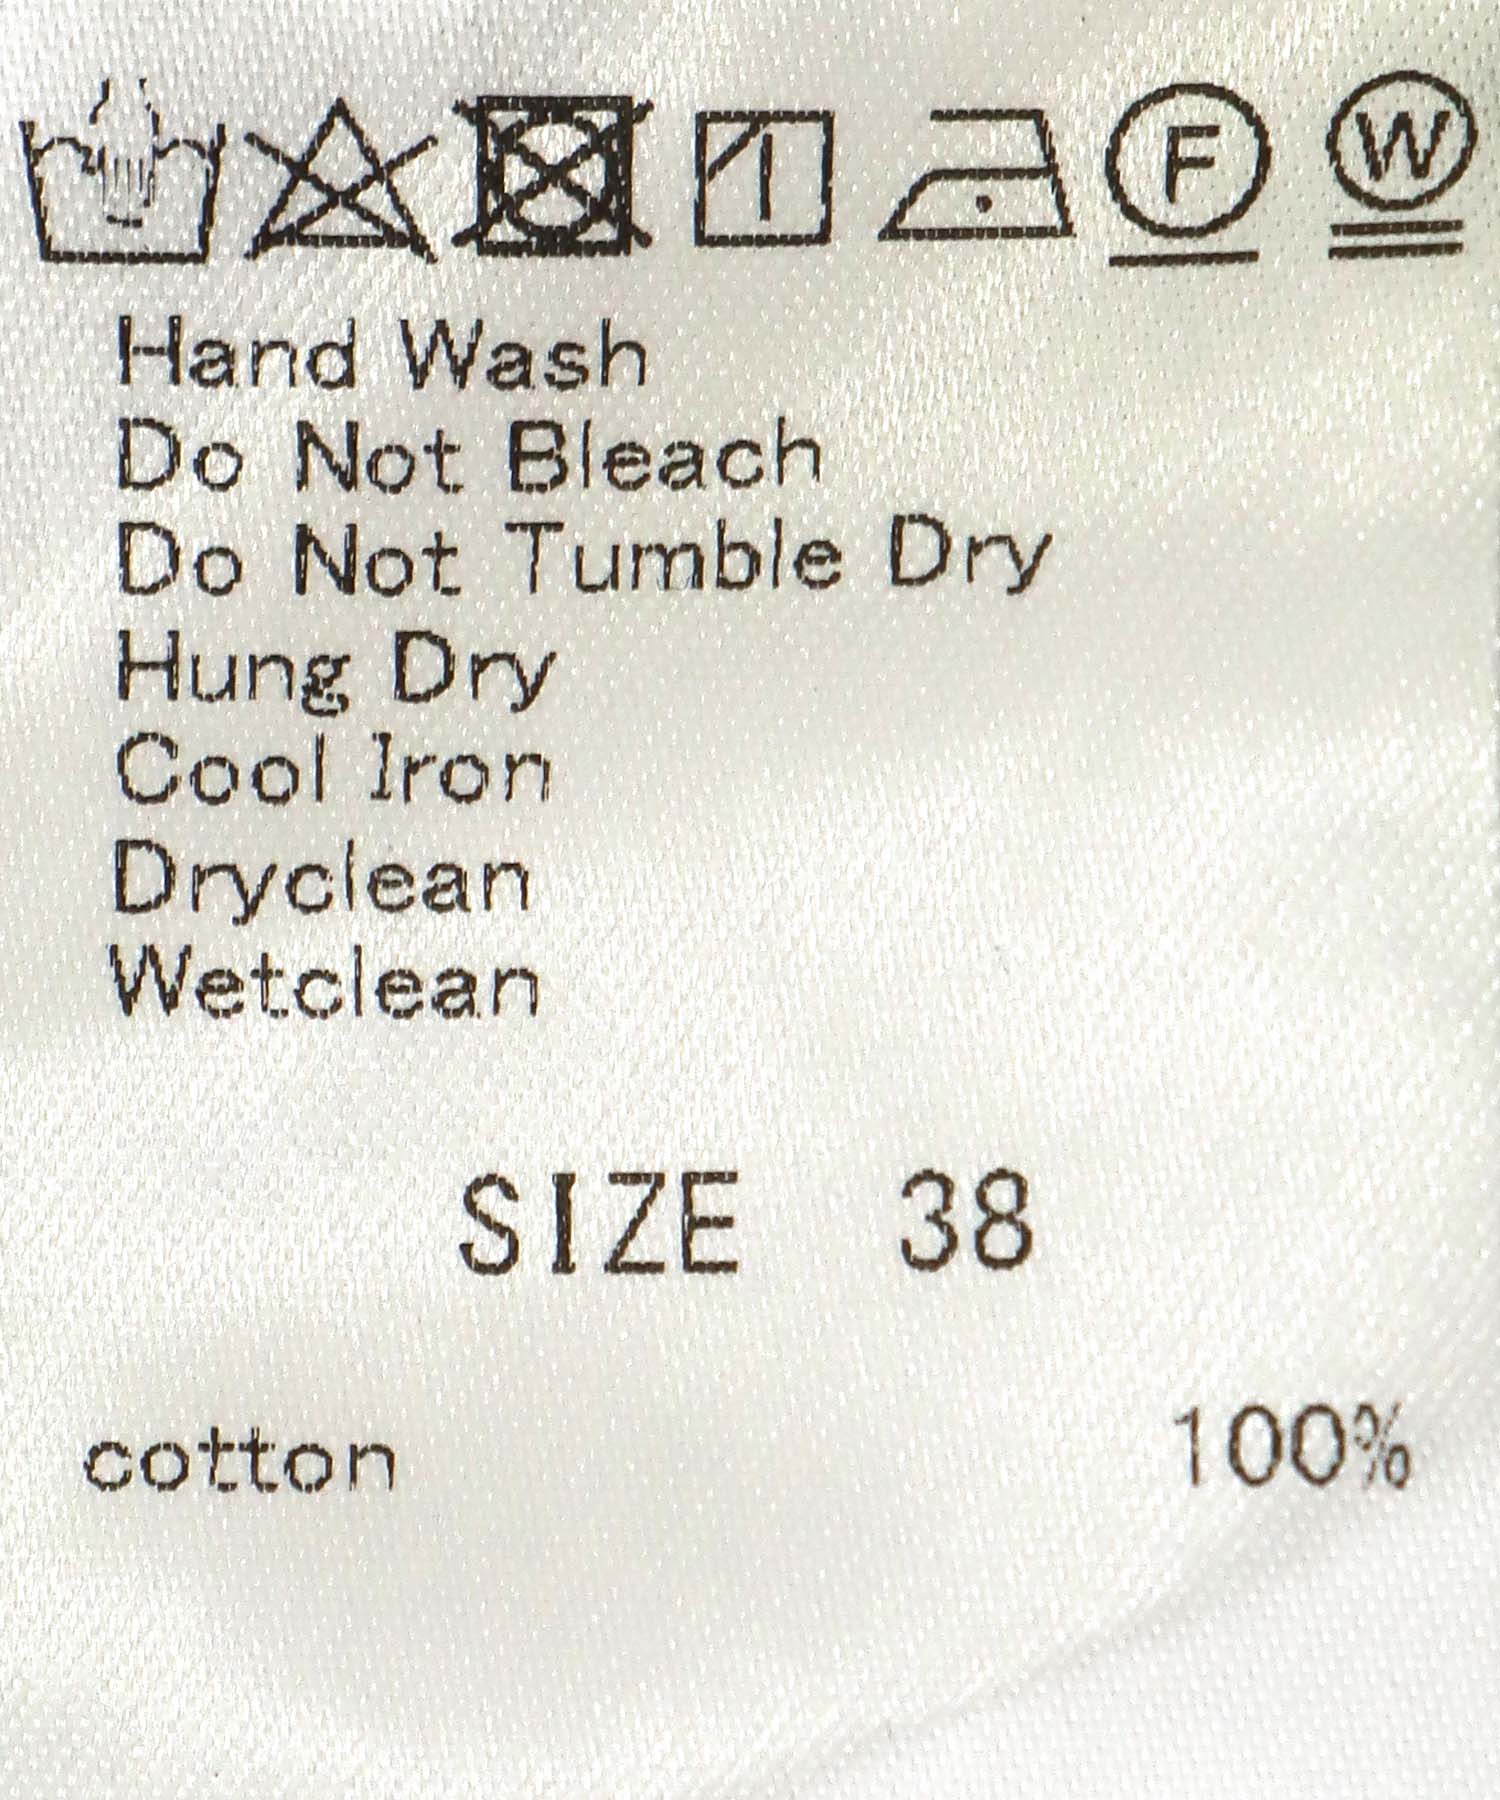 F W
Hand Wash
Do Not Bleach
Do Not Tumble Dry
Hung Dry
Cool Iron
Dryclean
Wetclean
SIZE 38
cotton 100%